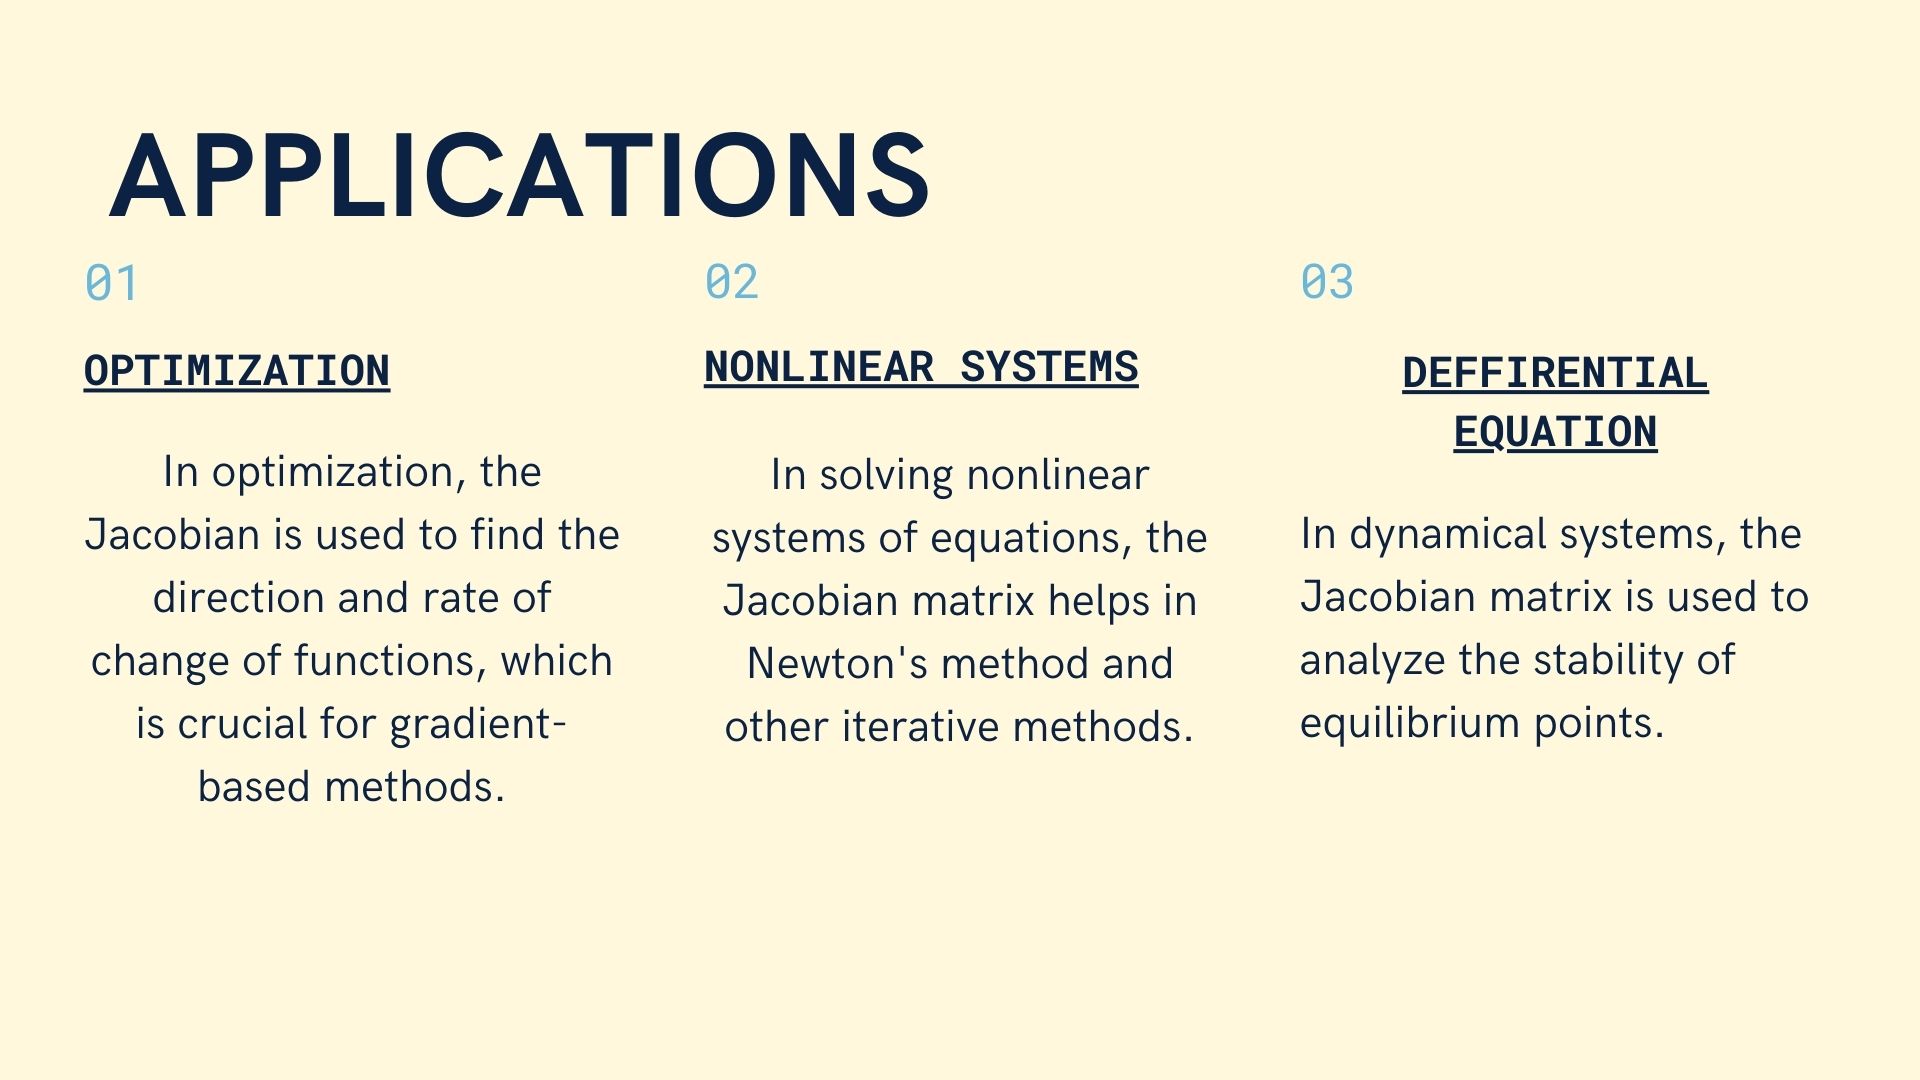 APPLICATIONS
01
OPTIMIZATION
In optimization, the
Jacobian is used to find the
direction and rate of
change of functions, which
is crucial for gradient-
based methods.
02
NONLINEAR SYSTEMS
In solving nonlinear
systems of equations, the
Jacobian matrix helps in
Newton's method and
other iterative methods.
03
DEFFIRENTIAL
EQUATION
In dynamical systems, the
Jacobian matrix is used to
analyze the stability of
equilibrium points.